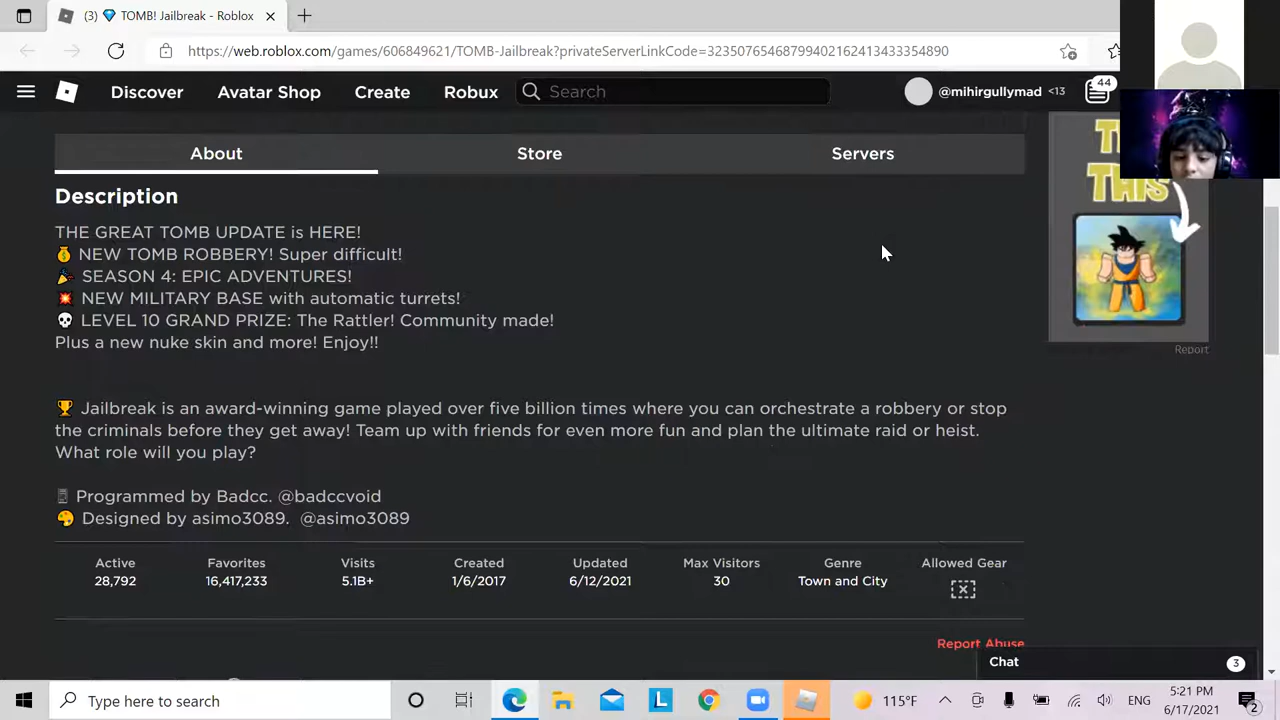 (3) 💎 TOMB! Jailbreak - Roblox
https://web.roblox.com/games/606849621/TOMB-Jailbreak?privateServerLinkCode=32350765468799402162413433354890
Discover Avatar Shop Create Robux Search @mihirgullymad <13 44
About Store Servers
THIS
Report
Description
THE GREAT TOMB UPDATE is HERE!
💰 NEW TOMB ROBBERY! Super difficult!
🎉 SEASON 4: EPIC ADVENTURES!
💥 NEW MILITARY BASE with automatic turrets!
💀 LEVEL 10 GRAND PRIZE: The Rattler! Community made!
Plus a new nuke skin and more! Enjoy!!
🏆 Jailbreak is an award-winning game played over five billion times where you can orchestrate a robbery or stop
the criminals before they get away! Team up with friends for even more fun and plan the ultimate raid or heist.
What role will you play?
🖥 Programmed by Badcc. @badccvoid
🎨 Designed by asimo3089. @asimo3089
Active Favorites Visits Created Updated Max Visitors Genre Allowed Gear
28,792 16,417,233 5.1B+ 1/6/2017 6/12/2021 30 Town and City
Report Abuse
Chat 3
Type here to search L 115°F ENG 5:21 PM
6/17/2021 2